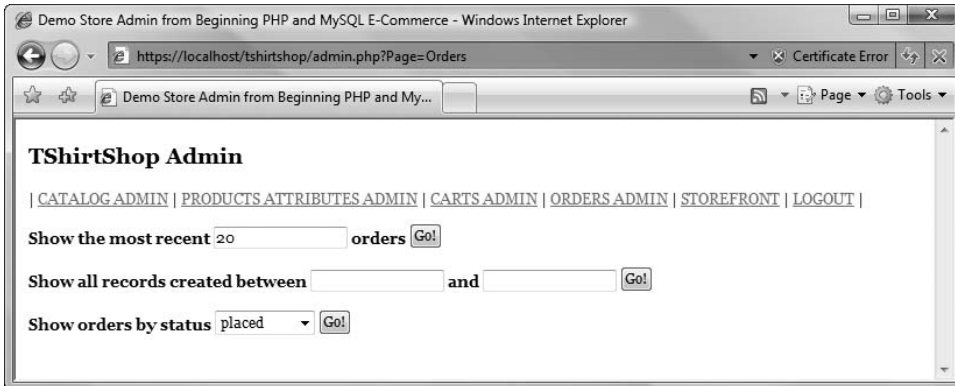 Demo Store Admin from Beginning PHP and MySQL E-Commerce - Windows Internet Explorer
https://localhost/tshirtshop/admin.php?Page=Orders
Certificate Error
Demo Store Admin from Beginning PHP and My...
Page
Tools
TShirtShop Admin
| CATALOG ADMIN | PRODUCTS ATTRIBUTES ADMIN | CARTS ADMIN | ORDERS ADMIN | STOREFRONT | LOGOUT |
Show the most recent 20 orders Go!
Show all records created between and Go!
Show orders by status placed Go!